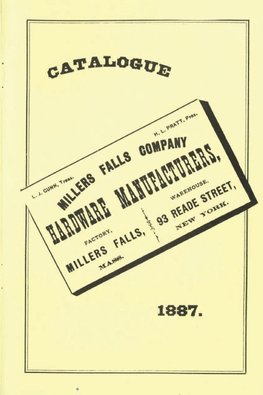 CATALOGUE
L. J. GUNN, Treas. H. L. PRATT, Pres.
MILLERS FALLS COMPANY
HARDWARE MANUFACTURERS,
FACTORY, WAREHOUSE,
MILLERS FALLS, 93 READE STREET,
MASS. NEW YORK.
1887.